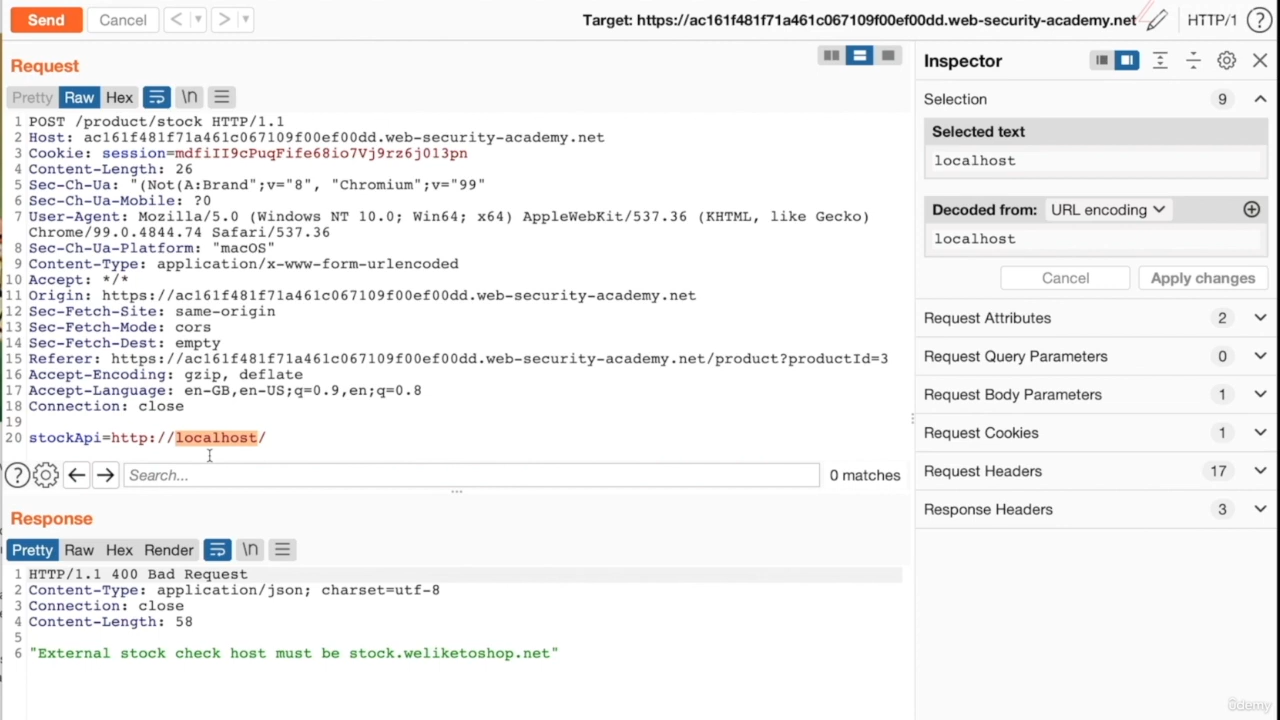 Send Cancel < ▾ > ▾ Target: https://ac161f481f71a461c067109f00ef00dd.web-security-academy.net HTTP/1 ?
Request
Pretty Raw Hex \n
1 POST /product/stock HTTP/1.1
2 Host: ac161f481f71a461c067109f00ef00dd.web-security-academy.net
3 Cookie: session=mdfiII9cPuqFife68io7Vj9rz6j013pn
4 Content-Length: 26
5 Sec-Ch-Ua: "(Not(A:Brand";v="8", "Chromium";v="99"
6 Sec-Ch-Ua-Mobile: ?0
7 User-Agent: Mozilla/5.0 (Windows NT 10.0; Win64; x64) AppleWebKit/537.36 (KHTML, like Gecko)
Chrome/99.0.4844.74 Safari/537.36
8 Sec-Ch-Ua-Platform: "macOS"
9 Content-Type: application/x-www-form-urlencoded
10 Accept: */*
11 Origin: https://ac161f481f71a461c067109f00ef00dd.web-security-academy.net
12 Sec-Fetch-Site: same-origin
13 Sec-Fetch-Mode: cors
14 Sec-Fetch-Dest: empty
15 Referer: https://ac161f481f71a461c067109f00ef00dd.web-security-academy.net/product?productId=3
16 Accept-Encoding: gzip, deflate
17 Accept-Language: en-GB,en-US;q=0.9,en;q=0.8
18 Connection: close
19
20 stockApi=http://localhost/
? Search... 0 matches
Response
Pretty Raw Hex Render \n
1 HTTP/1.1 400 Bad Request
2 Content-Type: application/json; charset=utf-8
3 Connection: close
4 Content-Length: 58
5
6 "External stock check host must be stock.weliketoshop.net"
Inspector
Selection 9
Selected text
localhost
Decoded from: URL encoding
localhost
Cancel Apply changes
Request Attributes 2
Request Query Parameters 0
Request Body Parameters 1
Request Cookies 1
Request Headers 17
Response Headers 3
ûdemy